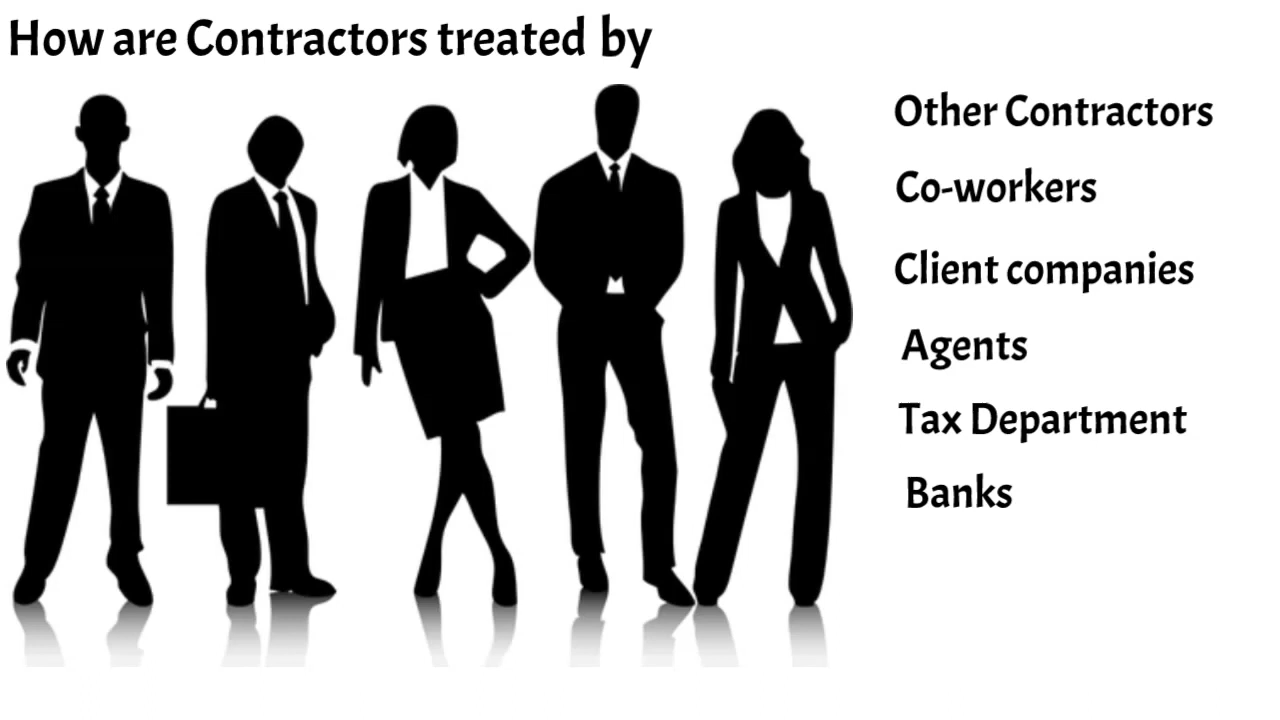 How are Contractors treated by
Other Contractors
Co-workers
Client companies
Agents
Tax Department
Banks